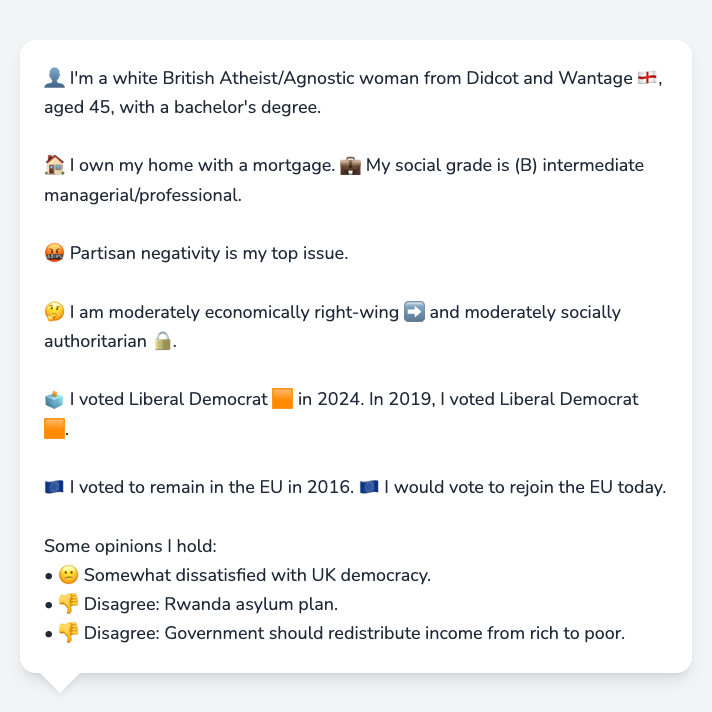 👤 I'm a white British Atheist/Agnostic woman from Didcot and Wantage 🏴󠁧󠁢󠁥󠁮󠁧󠁿,
aged 45, with a bachelor's degree.
🏠 I own my home with a mortgage. 💼 My social grade is (B) intermediate
managerial/professional.
🤬 Partisan negativity is my top issue.
🤔 I am moderately economically right-wing ➡️ and moderately socially
authoritarian 🔒.
🗳️ I voted Liberal Democrat 🟧 in 2024. In 2019, I voted Liberal Democrat
🟧.
🇪🇺 I voted to remain in the EU in 2016. 🇪🇺 I would vote to rejoin the EU today.
Some opinions I hold:
• 😕 Somewhat dissatisfied with UK democracy.
• 👎 Disagree: Rwanda asylum plan.
• 👎 Disagree: Government should redistribute income from rich to poor.